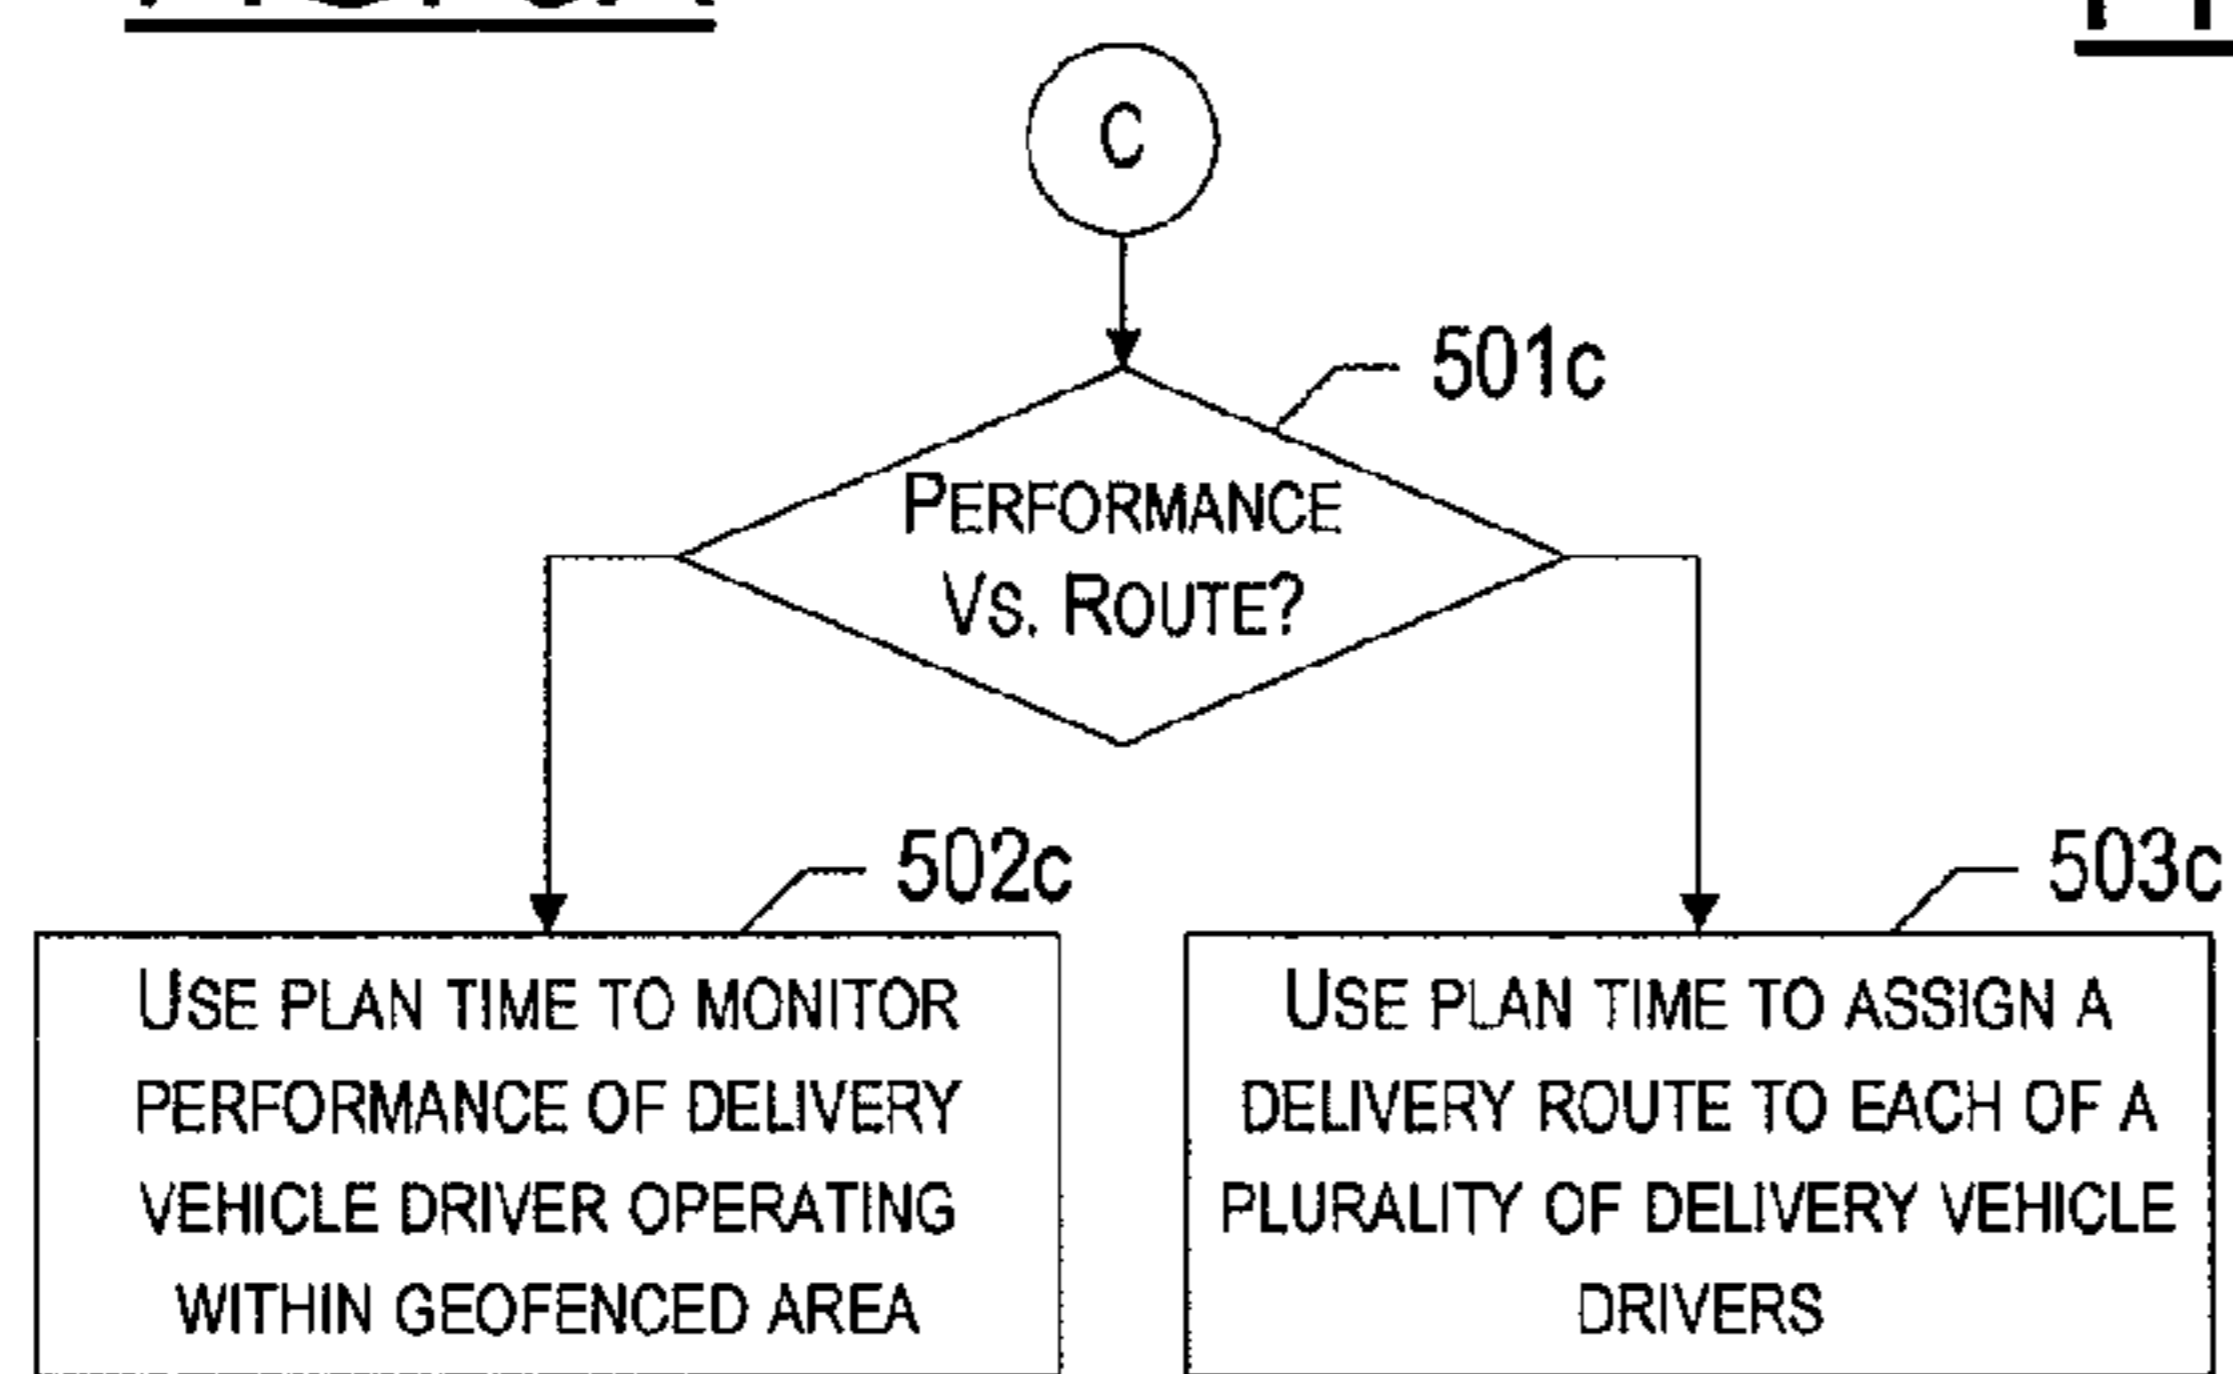 C
501c
PERFORMANCE
VS. ROUTE?
502c
503c
USE PLAN TIME TO MONITOR
PERFORMANCE OF DELIVERY
VEHICLE DRIVER OPERATING
WITHIN GEOFENCED AREA
USE PLAN TIME TO ASSIGN A
DELIVERY ROUTE TO EACH OF A
PLURALITY OF DELIVERY VEHICLE
DRIVERS